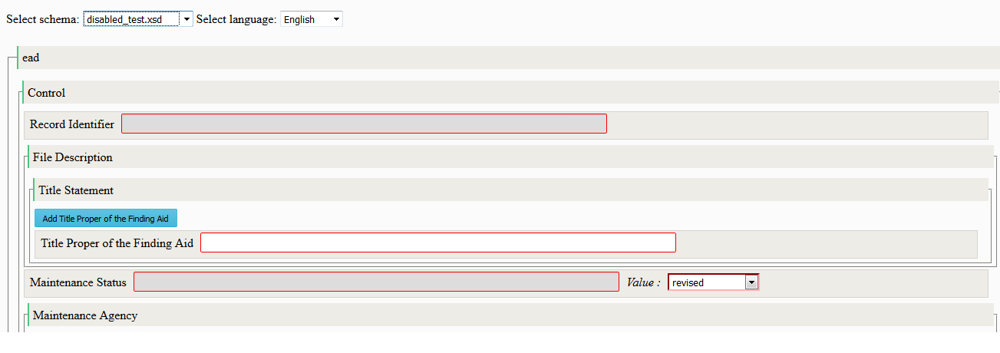 Select schema: disabled_test.xsd Select language: English
ead
Control
Record Identifier
File Description
Title Statement
Add Title Proper of the Finding Aid
Title Proper of the Finding Aid
Maintenance Status Value : revised
Maintenance Agency